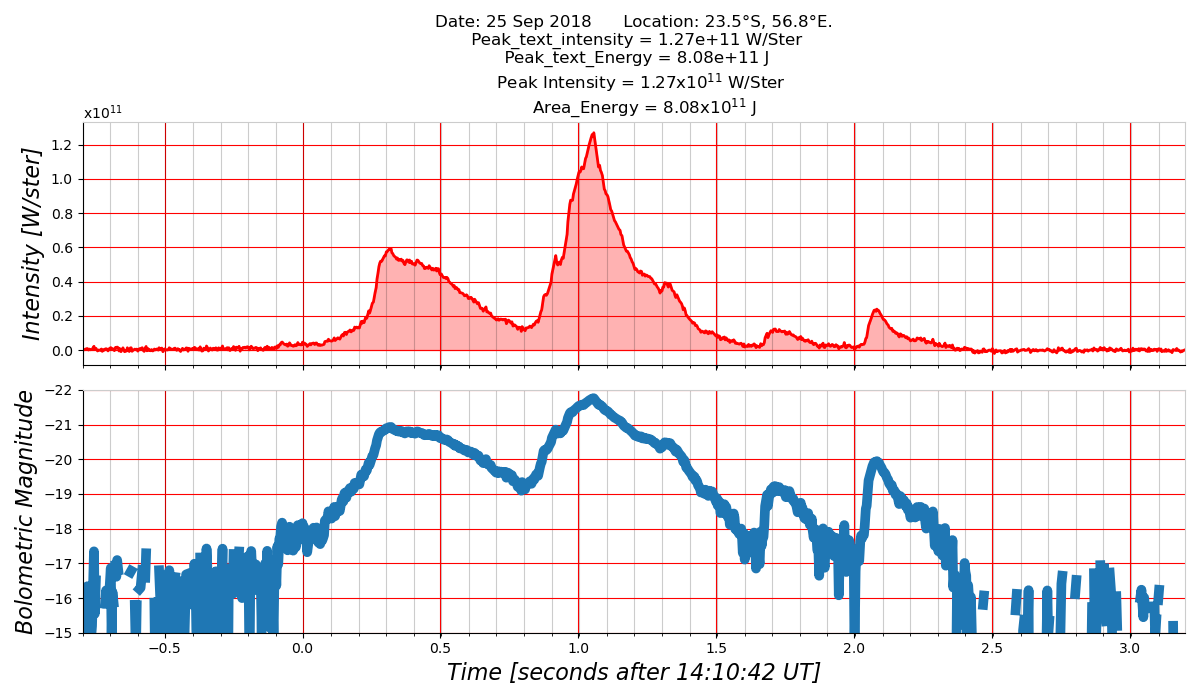 Date: 25 Sep 2018      Location: 23.5°S, 56.8°E.
Peak_text_intensity = 1.27e+11 W/Ster
Peak_text_Energy = 8.08e+11 J
Peak Intensity = 1.27x10¹¹ W/Ster
Area_Energy = 8.08x10¹¹ J
x10¹¹
Intensity [W/ster]
1.2
1.0
0.8
0.6
0.4
0.2
0.0
Bolometric Magnitude
−22
−21
−20
−19
−18
−17
−16
−15
−0.5 0.0 0.5 1.0 1.5 2.0 2.5 3.0
Time [seconds after 14:10:42 UT]